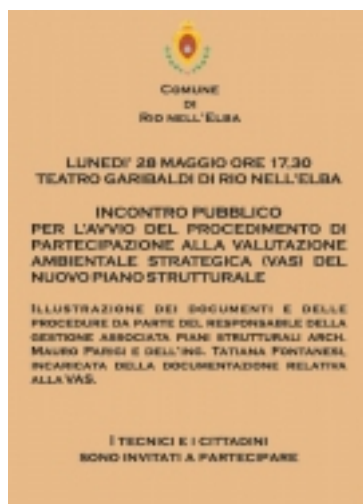 COMUNE
DI
RIO NELL'ELBA
LUNEDI' 28 MAGGIO ORE 17,30
TEATRO GARIBALDI DI RIO NELL'ELBA
INCONTRO PUBBLICO
PER L'AVVIO DEL PROCEDIMENTO DI
PARTECIPAZIONE ALLA VALUTAZIONE
AMBIENTALE STRATEGICA (VAS) DEL
NUOVO PIANO STRUTTURALE
ILLUSTRAZIONE DEI DOCUMENTI E DELLE
PROCEDURE DA PARTE DEL RESPONSABILE DELLA
GESTIONE ASSOCIATA PIANI STRUTTURALI ARCH.
MAURO PARIGI E DELL'ING. TATIANA FONTANESI,
INCARICATA DELLA DOCUMENTAZIONE RELATIVA
ALLA VAS.
I TECNICI E I CITTADINI
SONO INVITATI A PARTECIPARE